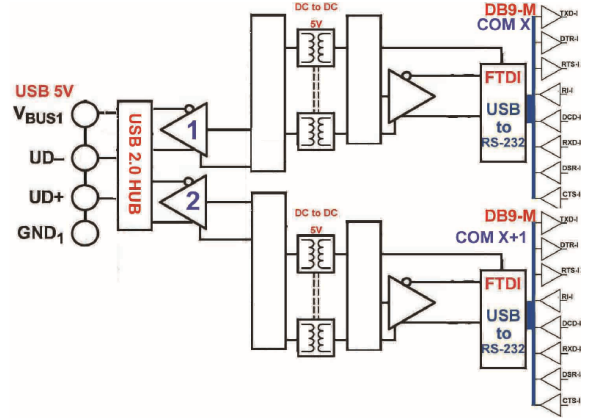 DC to DC
5V
DB9-M
COM X
TXD-I
DTR-I
RTS-I
RI-I
DCD-I
RXD-I
DSR-I
CTS-I
FTDI
USB
to
RS-232
USB 5V
VBUS1
UD–
UD+
GND1
USB 2.0 HUB
1
2
DC to DC
5V
DB9-M
COM X+1
TXD-I
DTR-I
RTS-I
RI-I
DCD-I
RXD-I
DSR-I
CTS-I
FTDI
USB
to
RS-232